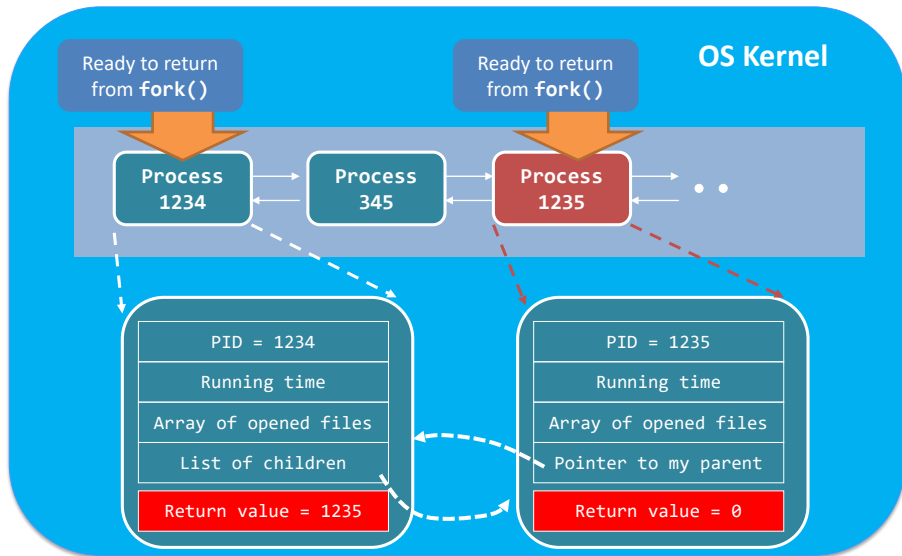 OS Kernel
Ready to return
from fork()
Ready to return
from fork()
Process
1234
Process
345
Process
1235
PID = 1234
Running time
Array of opened files
List of children
Return value = 1235
PID = 1235
Running time
Array of opened files
Pointer to my parent
Return value = 0